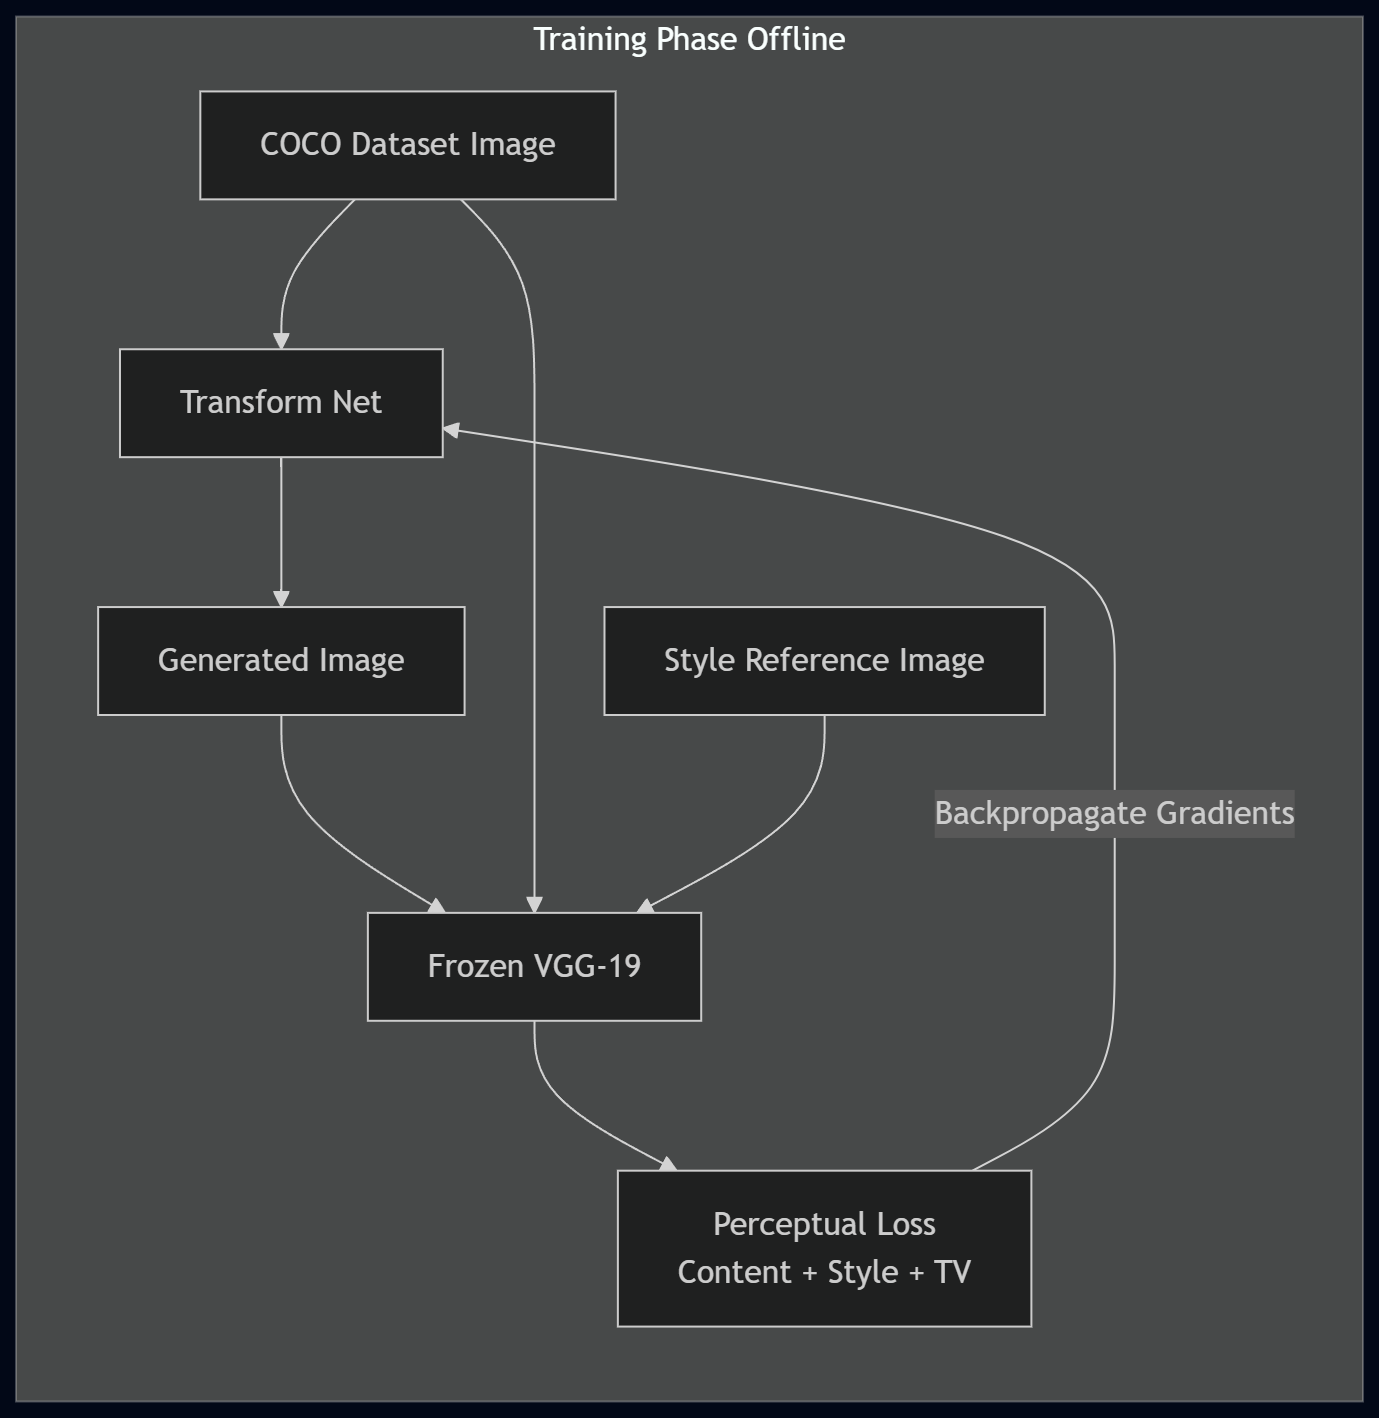 Training Phase Offline
COCO Dataset Image
Transform Net
Generated Image
Style Reference Image
Backpropagate Gradients
Frozen VGG-19
Perceptual Loss
Content + Style + TV